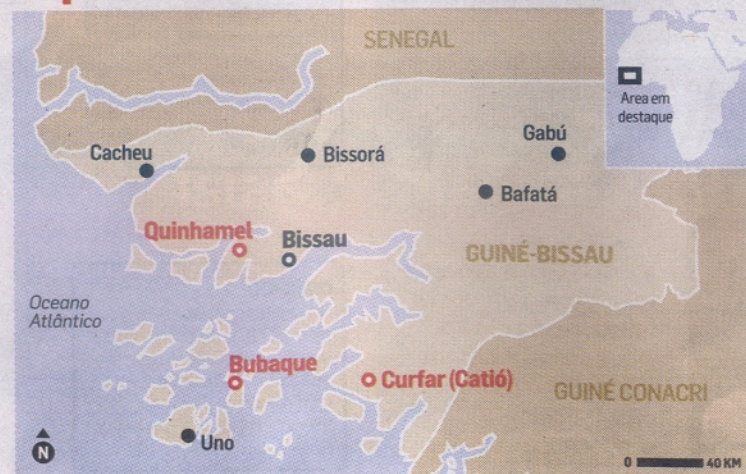 SENEGAL
Área em
destaque
Cacheu
Bissorá
Gabú
Bafatá
Quinhamel
Bissau
GUINÉ-BISSAU
Oceano
Atlântico
Bubaque
Curfar (Catió)
GUINÉ CONACRI
Uno
N
0 40 KM